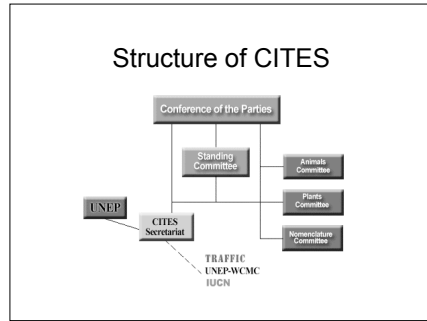 Structure of CITES
Conference of the Parties
Standing
Committee
Animals
Committee
UNEP
CITES
Secretariat
Plants
Committee
Nomenclature
Committee
TRAFFIC
UNEP-WCMC
IUCN